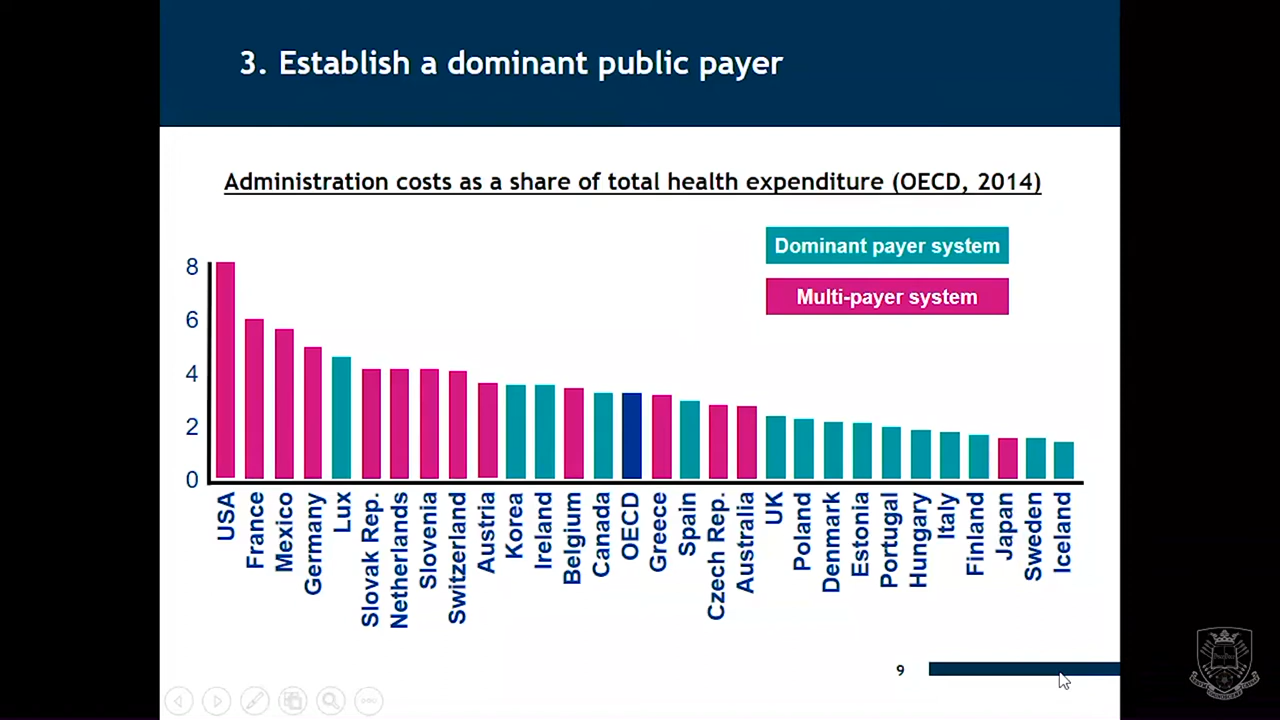 3. Establish a dominant public payer
Administration costs as a share of total health expenditure (OECD, 2014)
Dominant payer system
Multi-payer system
8
6
4
2
0
USA
France
Mexico
Germany
Lux
Slovak Rep.
Netherlands
Slovenia
Switzerland
Austria
Korea
Ireland
Belgium
Canada
OECD
Greece
Spain
Czech Rep.
Australia
UK
Poland
Denmark
Estonia
Portugal
Hungary
Italy
Finland
Japan
Sweden
Iceland
9